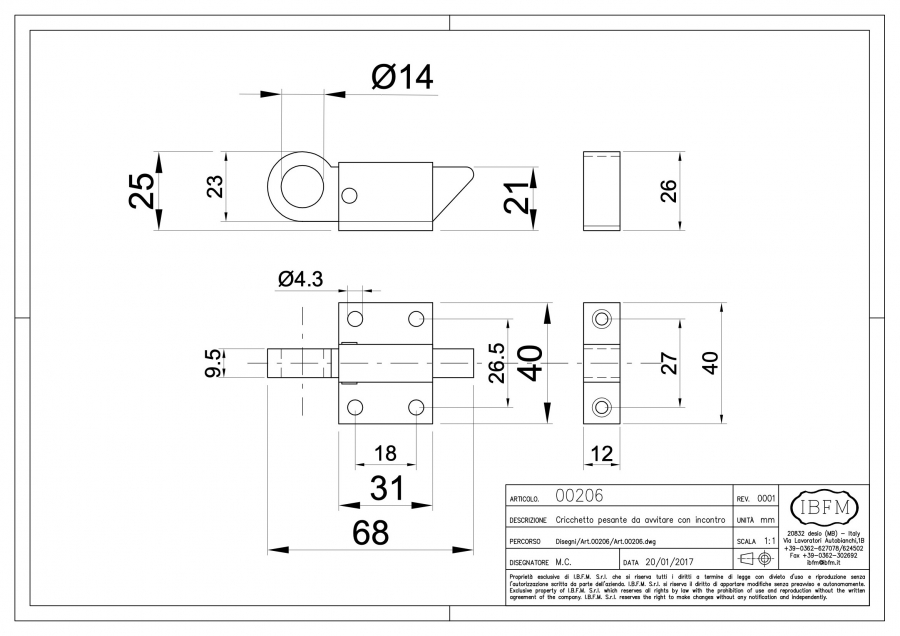 Ø14
25
23
21
26
Ø4.3
9.5
26.5
40
27
40
18
12
31
68
ARTICOLO. 00206 REV. 0001
DESCRIZIONE Cricchetto pesante da avvitare con incontro UNITÀ mm
PERCORSO Disegni/Art.00206/Art.00206.dwg SCALA 1:1
DISEGNATORE M.C. DATA 20/01/2017
IBFM
20832 desio (MB) - Italy
Via Lavoratori Autobianchi,1B
+39-0362-627078/624502
Fax +39-0362-302692
ibfm@ibfm.it
Proprietà esclusiva di I.B.F.M. S.r.l. che si riserva tutti i diritti a termine di legge con divieto d'uso e riproduzione senza
l'autorizzazione scritta da parte dell'azienda. I.B.F.M. S.r.l. si riserva il diritto di apportare modifiche senza preavviso e autonomamente.
Exclusive property of I.B.F.M. S.r.l. which reserves all rights by law with the prohibition of use and reproduction without the written
agreement of the company. I.B.F.M. S.r.l. reserves the right to make changes without any notification and independently.